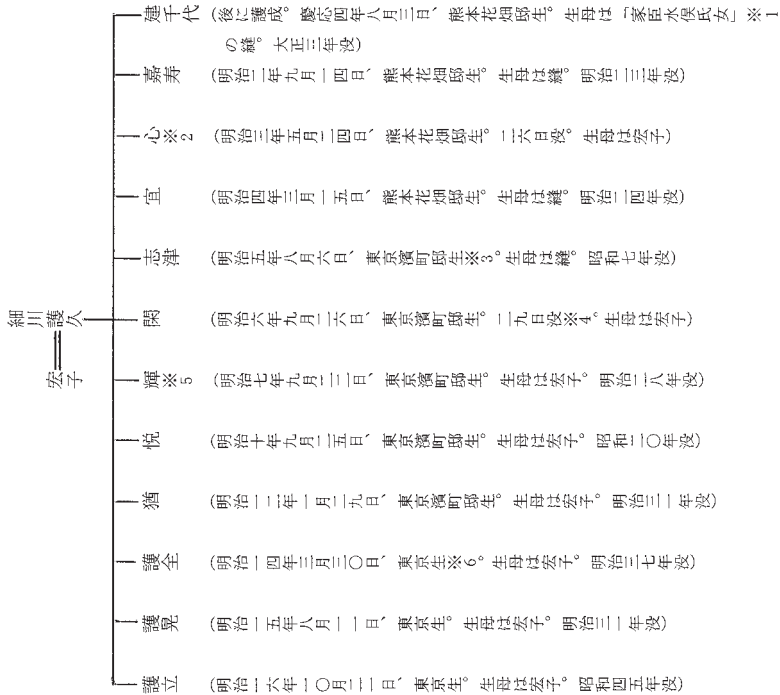 細川護久
宏子
建千代（後に護成。慶応四年八月三日、熊本花畑邸生。生母は「家臣水俣氏女」※1
の縫。大正三年没）
嘉寿（明治二年九月一四日、熊本花畑邸生。生母は縫。明治二三年没）
心※2（明治三年五月二四日、熊本花畑邸生。二六日没。生母は宏子）
宜（明治四年三月一五日、熊本花畑邸生。生母は縫。明治一四年没）
志津（明治五年八月六日、東京濱町邸生※3。生母は縫。昭和七年没）
閑（明治六年九月二六日、東京濱町邸生。二九日没※4。生母は宏子）
輝※5（明治七年九月二二日、東京濱町邸生。生母は宏子。明治一八年没）
悦（明治十年九月二五日、東京濱町邸生。生母は宏子。昭和二〇年没）
猶（明治一二年一月二九日、東京濱町邸生。生母は宏子。明治三一年没）
護全（明治一四年三月三〇日、東京生※6。生母は宏子。明治三七年没）
護晃（明治一五年八月一一日、東京生。生母は宏子。明治三一年没）
護立（明治一六年一〇月二一日、東京生。生母は宏子。昭和四五年没）